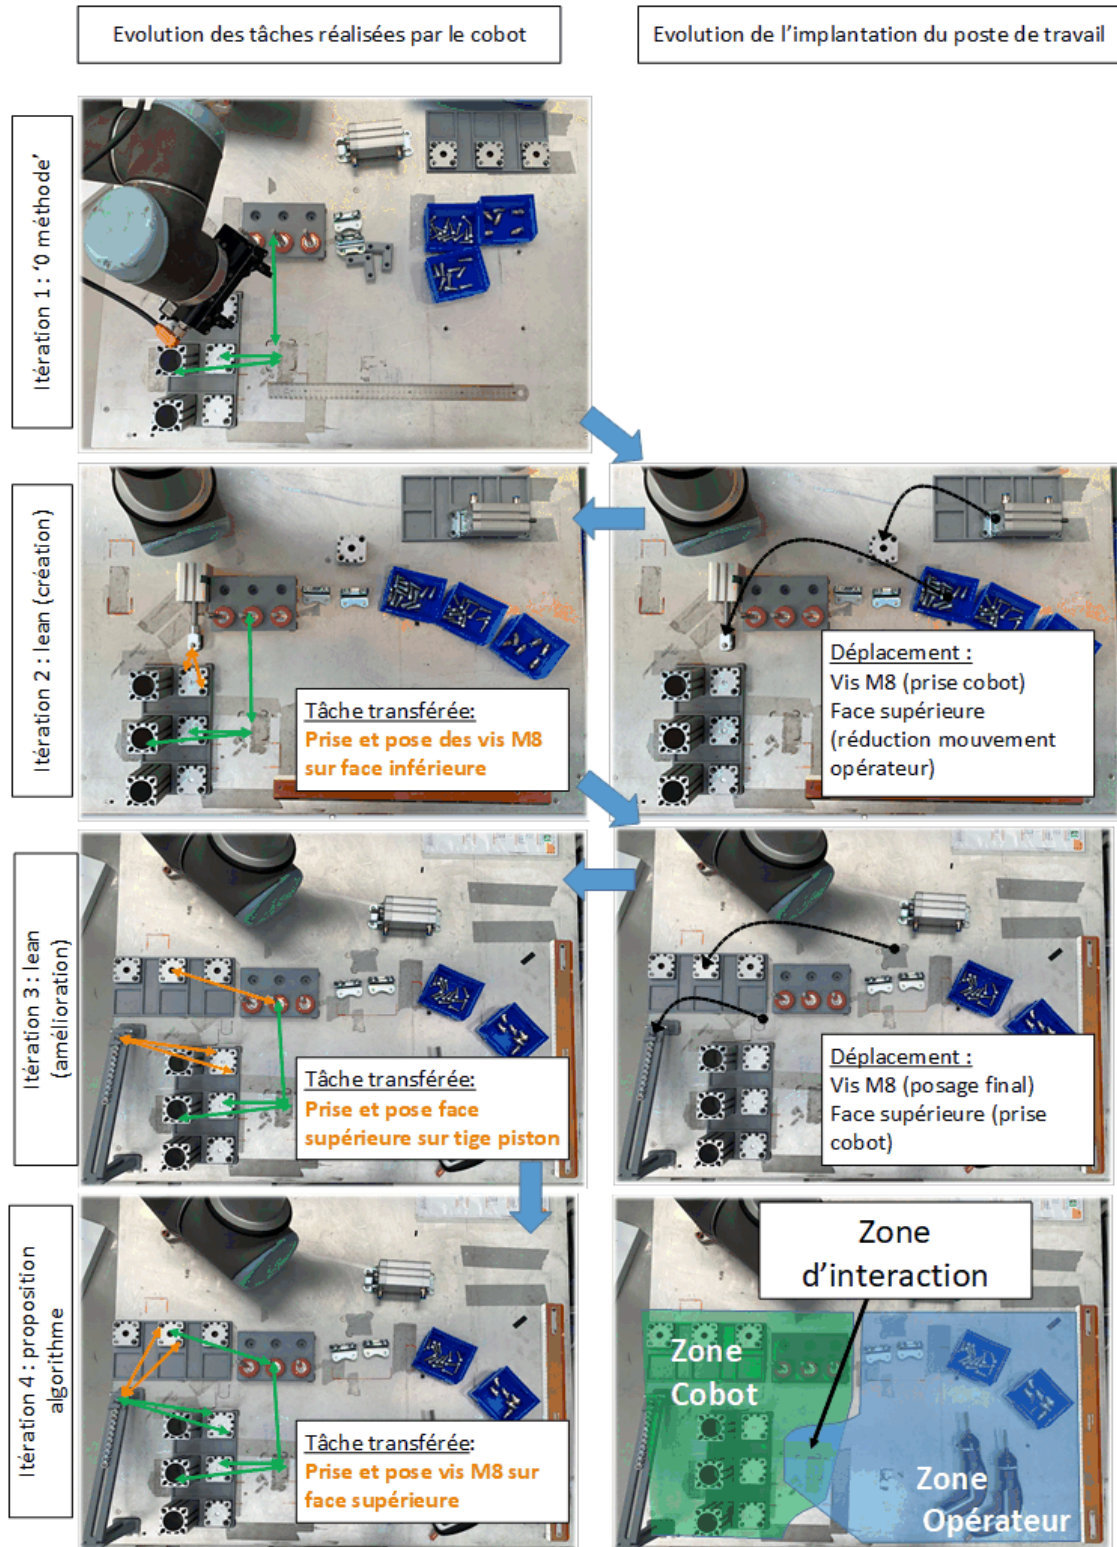 Evolution des tâches réalisées par le cobot
Evolution de l'implantation du poste de travail
Itération 1 : '0 méthode'
Itération 2 : lean (création)
Tâche transférée:
Prise et pose des vis M8
sur face inférieure
Déplacement :
Vis M8 (prise cobot)
Face supérieure
(réduction mouvement
opérateur)
Itération 3 : lean
(amélioration)
Tâche transférée:
Prise et pose face
supérieure sur tige piston
Déplacement :
Vis M8 (posage final)
Face supérieure (prise
cobot)
Itération 4 : proposition
algorithme
Tâche transférée:
Prise et pose vis M8 sur
face supérieure
Zone
d'interaction
Zone
Cobot
Zone
Opérateur